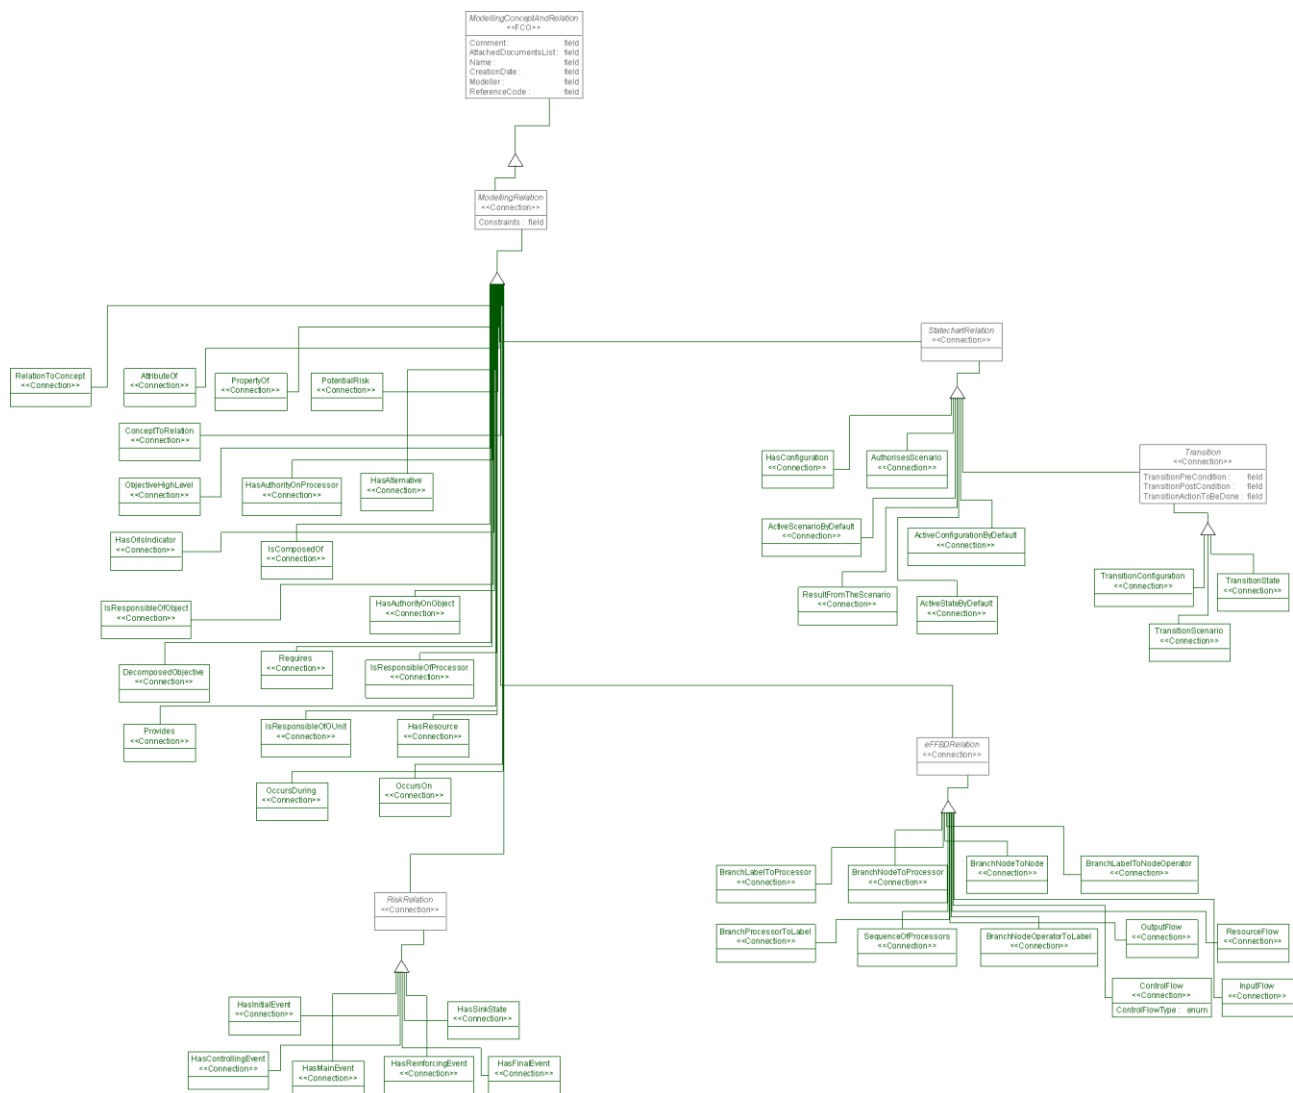 ModellingConceptAndRelation
<<FCO>>
Comment : field
AttachedDocumentsList : field
Name : field
CreationDate : field
Modeller : field
ReferenceCode : field
ModellingRelation
<<Connection>>
Constraints : field
StatechartRelation
<<Connection>>
RelationToConcept
<<Connection>>
AttributeOf
<<Connection>>
PropertyOf
<<Connection>>
PotentialRisk
<<Connection>>
ConceptToRelation
<<Connection>>
HasConfiguration
<<Connection>>
AuthorisesScenario
<<Connection>>
Transition
<<Connection>>
TransitionPreCondition : field
TransitionPostCondition : field
TransitionActionToBeDone : field
ObjectiveHighLevel
<<Connection>>
HasAuthorityOnProcessor
<<Connection>>
HasAlternative
<<Connection>>
HasOrIsIndicator
<<Connection>>
IsComposedOf
<<Connection>>
ActiveScenarioByDefault
<<Connection>>
ActiveConfigurationByDefault
<<Connection>>
TransitionConfiguration
<<Connection>>
TransitionState
<<Connection>>
IsResponsibleOfObject
<<Connection>>
HasAuthorityOnObject
<<Connection>>
ResultFromTheScenario
<<Connection>>
ActiveStateByDefault
<<Connection>>
TransitionScenario
<<Connection>>
DecomposedObjective
<<Connection>>
Requires
<<Connection>>
IsResponsibleOfProcessor
<<Connection>>
Provides
<<Connection>>
IsResponsibleOfOUnit
<<Connection>>
HasResource
<<Connection>>
eFFBDRelation
<<Connection>>
OccursDuring
<<Connection>>
OccursOn
<<Connection>>
BranchLabelToProcessor
<<Connection>>
BranchNodeToProcessor
<<Connection>>
BranchNodeToNode
<<Connection>>
BranchLabelToNodeOperator
<<Connection>>
RiskRelation
<<Connection>>
BranchProcessorToLabel
<<Connection>>
SequenceOfProcessors
<<Connection>>
BranchNodeOperatorToLabel
<<Connection>>
OutputFlow
<<Connection>>
ResourceFlow
<<Connection>>
ControlFlow
<<Connection>>
ControlFlowType : enum
InputFlow
<<Connection>>
HasInitialEvent
<<Connection>>
HasSinkState
<<Connection>>
HasControllingEvent
<<Connection>>
HasMainEvent
<<Connection>>
HasReinforcingEvent
<<Connection>>
HasFinalEvent
<<Connection>>